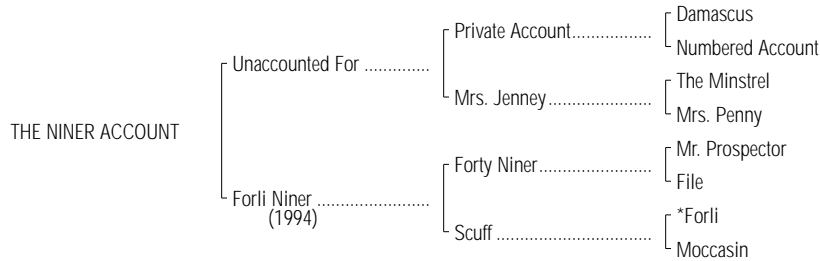 Damascus
Private Account................
Numbered Account
Unaccounted For .............
The Minstrel
Mrs. Jenney.....................
Mrs. Penny
THE NINER ACCOUNT
Mr. Prospector
Forty Niner.......................
File
Forli Niner ......................
(1994)
*Forli
Scuff ................................
Moccasin